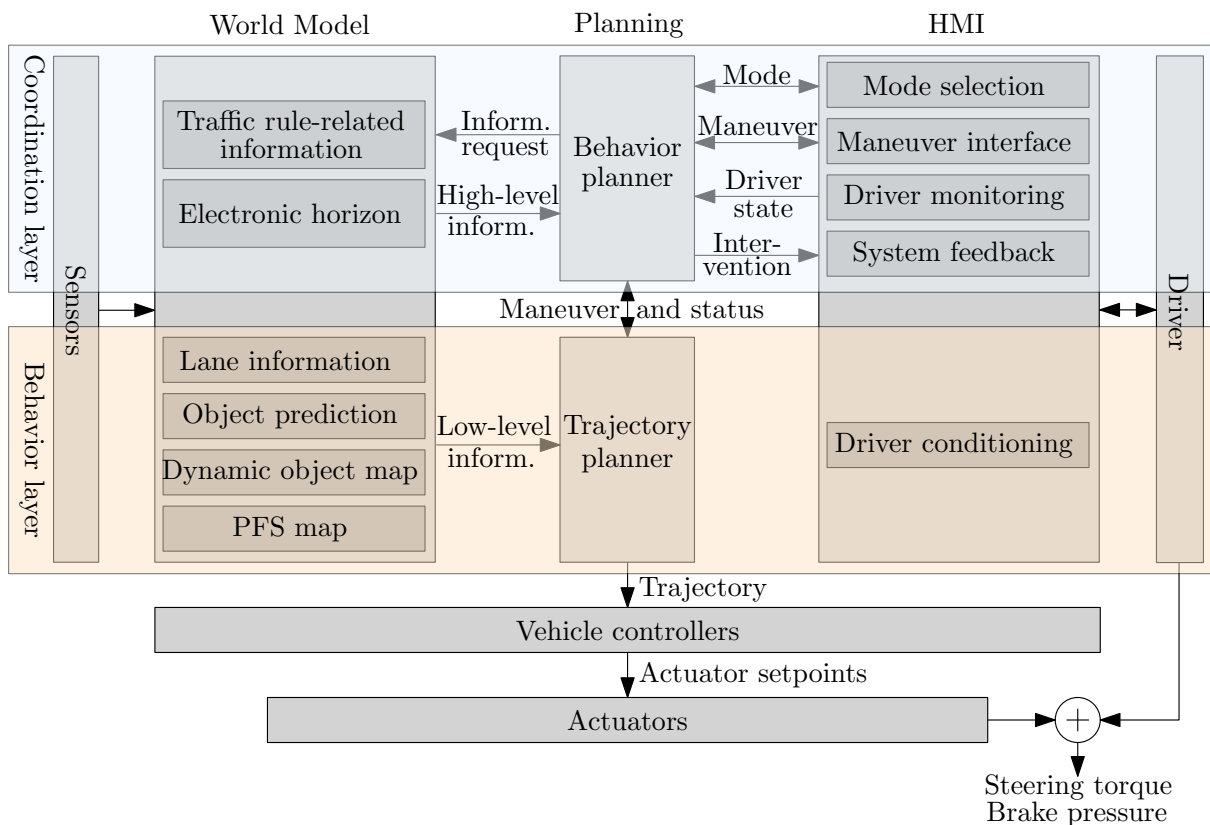 World Model
Planning
HMI
Coordination layer
Sensors
Traffic rule-related
information
Electronic horizon
Inform.
request
High-level
inform.
Behavior
planner
Mode
Maneuver
Driver
state
Inter-
vention
Mode selection
Maneuver interface
Driver monitoring
System feedback
Driver
Maneuver and status
Behavior layer
Lane information
Object prediction
Dynamic object map
PFS map
Low-level
inform.
Trajectory
planner
Driver conditioning
Trajectory
Vehicle controllers
Actuator setpoints
Actuators
+
Steering torque
Brake pressure